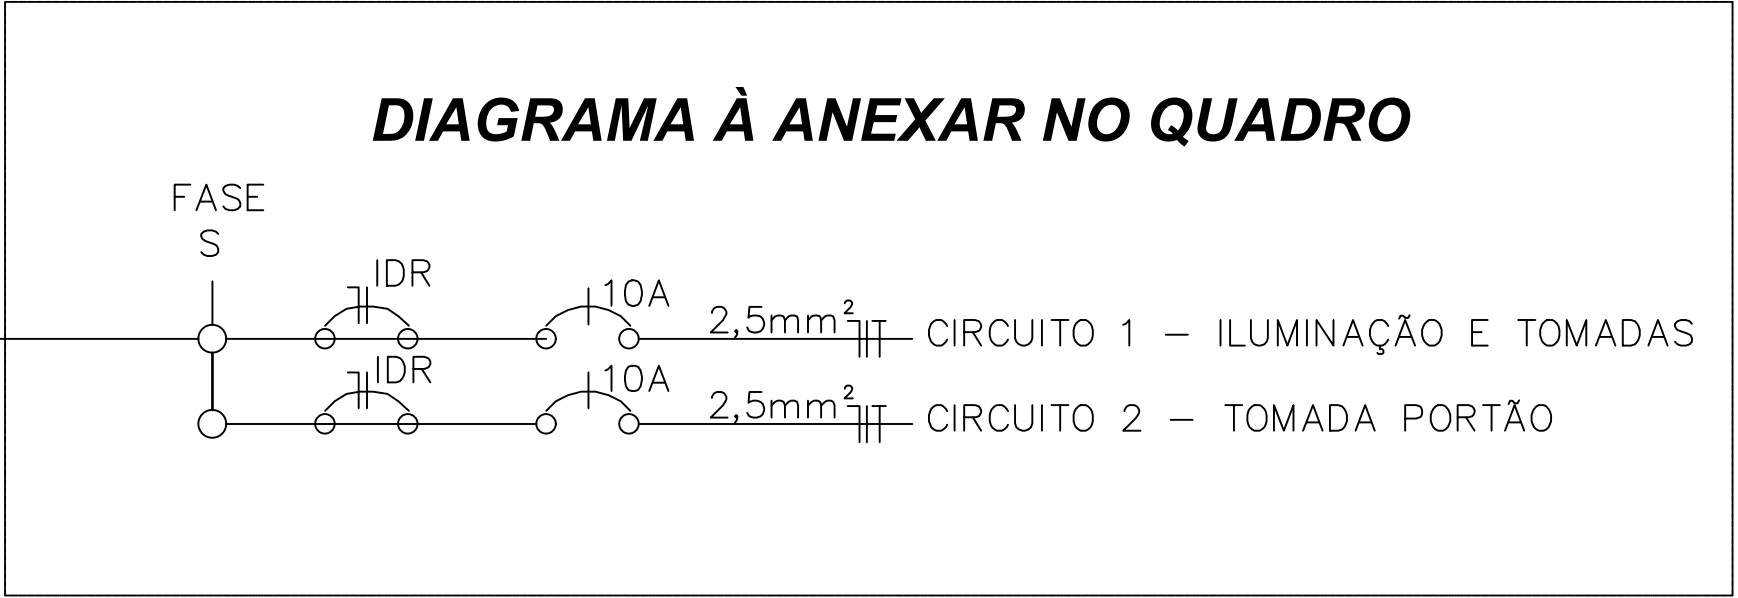 DIAGRAMA À ANEXAR NO QUADRO
FASE
S
IDR
10A
2,5mm²
CIRCUITO 1 - ILUMINAÇÃO E TOMADAS
IDR
10A
2,5mm²
CIRCUITO 2 - TOMADA PORTÃO